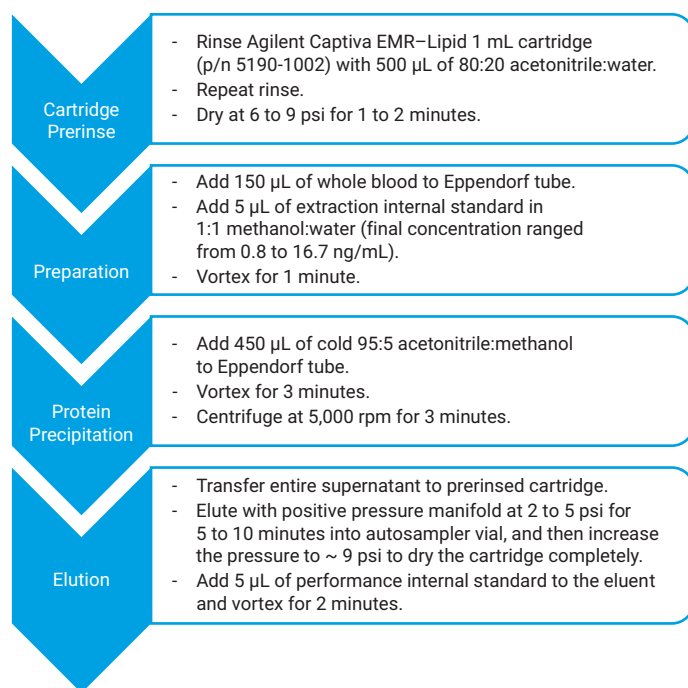 Cartridge
Prerinse
- Rinse Agilent Captiva EMR–Lipid 1 mL cartridge
(p/n 5190-1002) with 500 µL of 80:20 acetonitrile:water.
- Repeat rinse.
- Dry at 6 to 9 psi for 1 to 2 minutes.
Preparation
- Add 150 µL of whole blood to Eppendorf tube.
- Add 5 µL of extraction internal standard in
1:1 methanol:water (final concentration ranged
from 0.8 to 16.7 ng/mL).
- Vortex for 1 minute.
Protein
Precipitation
- Add 450 µL of cold 95:5 acetonitrile:methanol
to Eppendorf tube.
- Vortex for 3 minutes.
- Centrifuge at 5,000 rpm for 3 minutes.
Elution
- Transfer entire supernatant to prerinsed cartridge.
- Elute with positive pressure manifold at 2 to 5 psi for
5 to 10 minutes into autosampler vial, and then increase
the pressure to ~ 9 psi to dry the cartridge completely.
- Add 5 µL of performance internal standard to the eluent
and vortex for 2 minutes.